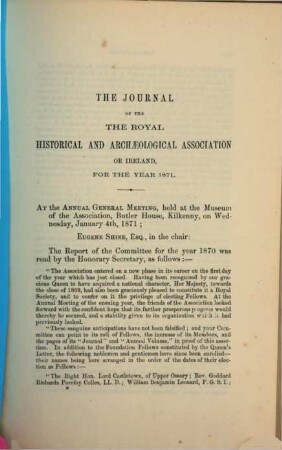 THE JOURNAL
OF THE
THE ROYAL
HISTORICAL AND ARCHÆOLOGICAL ASSOCIATION
OF IRELAND,
FOR THE YEAR 1871.
At the Annual General Meeting, held at the Museum
of the Association, Butler House, Kilkenny, on Wed-
nesday, January 4th, 1871;
Eugene Shine, Esq., in the chair:
The Report of the Committee for the year 1870 was
read by the Honorary Secretary, as follows:—
"The Association entered on a new phase in its career on the first day
of the year which has just closed. Having been recognised by our gra-
cious Queen to have acquired a national character, Her Majesty, towards
the close of 1869, had also been graciously pleased to constitute it a Royal
Society, and to confer on it the privilege of electing Fellows. At the
Annual Meeting of the ensuing year, the friends of the Association looked
forward with the confident hope that its further prosperous progress would
thereby be secured, and a stability given to its organization which it had
previously lacked.
"These sanguine anticipations have not been falsified; and your Com-
mittee can point to its roll of Fellows, the increase of its Members, and
the pages of its "Journal" and "Annual Volume," in proof of this asser-
tion. In addition to the Foundation Fellows constituted by the Queen's
Letter, the following noblemen and gentlemen have since been enrolled—
their names being here arranged in the order of the dates of their elec-
tion as Fellows:—
"The Right Hon. Lord Castletown, of Upper Ossory; Rev. Goddard
Richards Purefoy Colles, LL. D.; William Benjamin Leonard, F. G. S. I.;